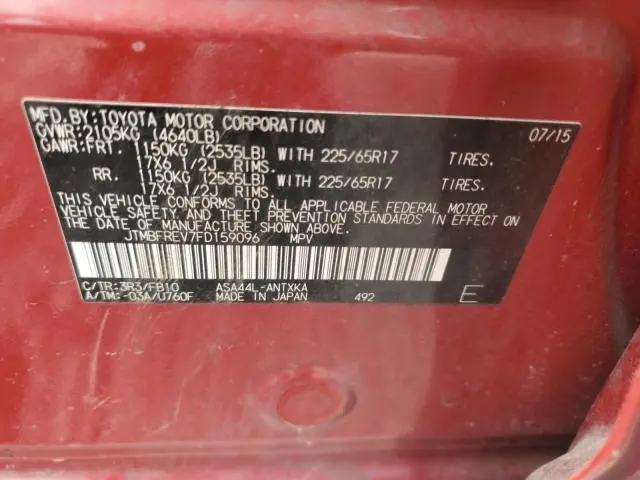 MFD.BY:TOYOTA MOTOR CORPORATION 07/15
GVWR:2105KG (4640LB)
GAWR:FRT. 1150KG (2535LB) WITH 225/65R17 TIRES.
17X6 1/2J RIMS.
RR. 1150KG (2535LB) WITH 225/65R17 TIRES.
17X6 1/2J RIMS.
THIS VEHICLE CONFORMS TO ALL APPLICABLE FEDERAL MOTOR
VEHICLE SAFETY AND THEFT PREVENTION STANDARDS IN EFFECT ON
THE DATE OF MANUFACTURE SHOWN ABOVE.
JTMBFREV7FD159096 MPV
C/TR:3R3/FB10 ASA44L-ANTXKA
A/TM:-03A/U760F MADE IN JAPAN 492 E